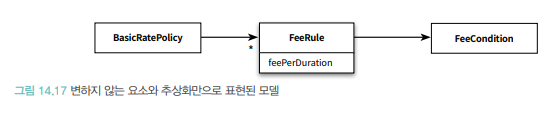 BasicRatePolicy
*
FeeRule
feePerDuration
FeeCondition
그림 14.17 변하지 않는 요소와 추상화만으로 표현된 모델